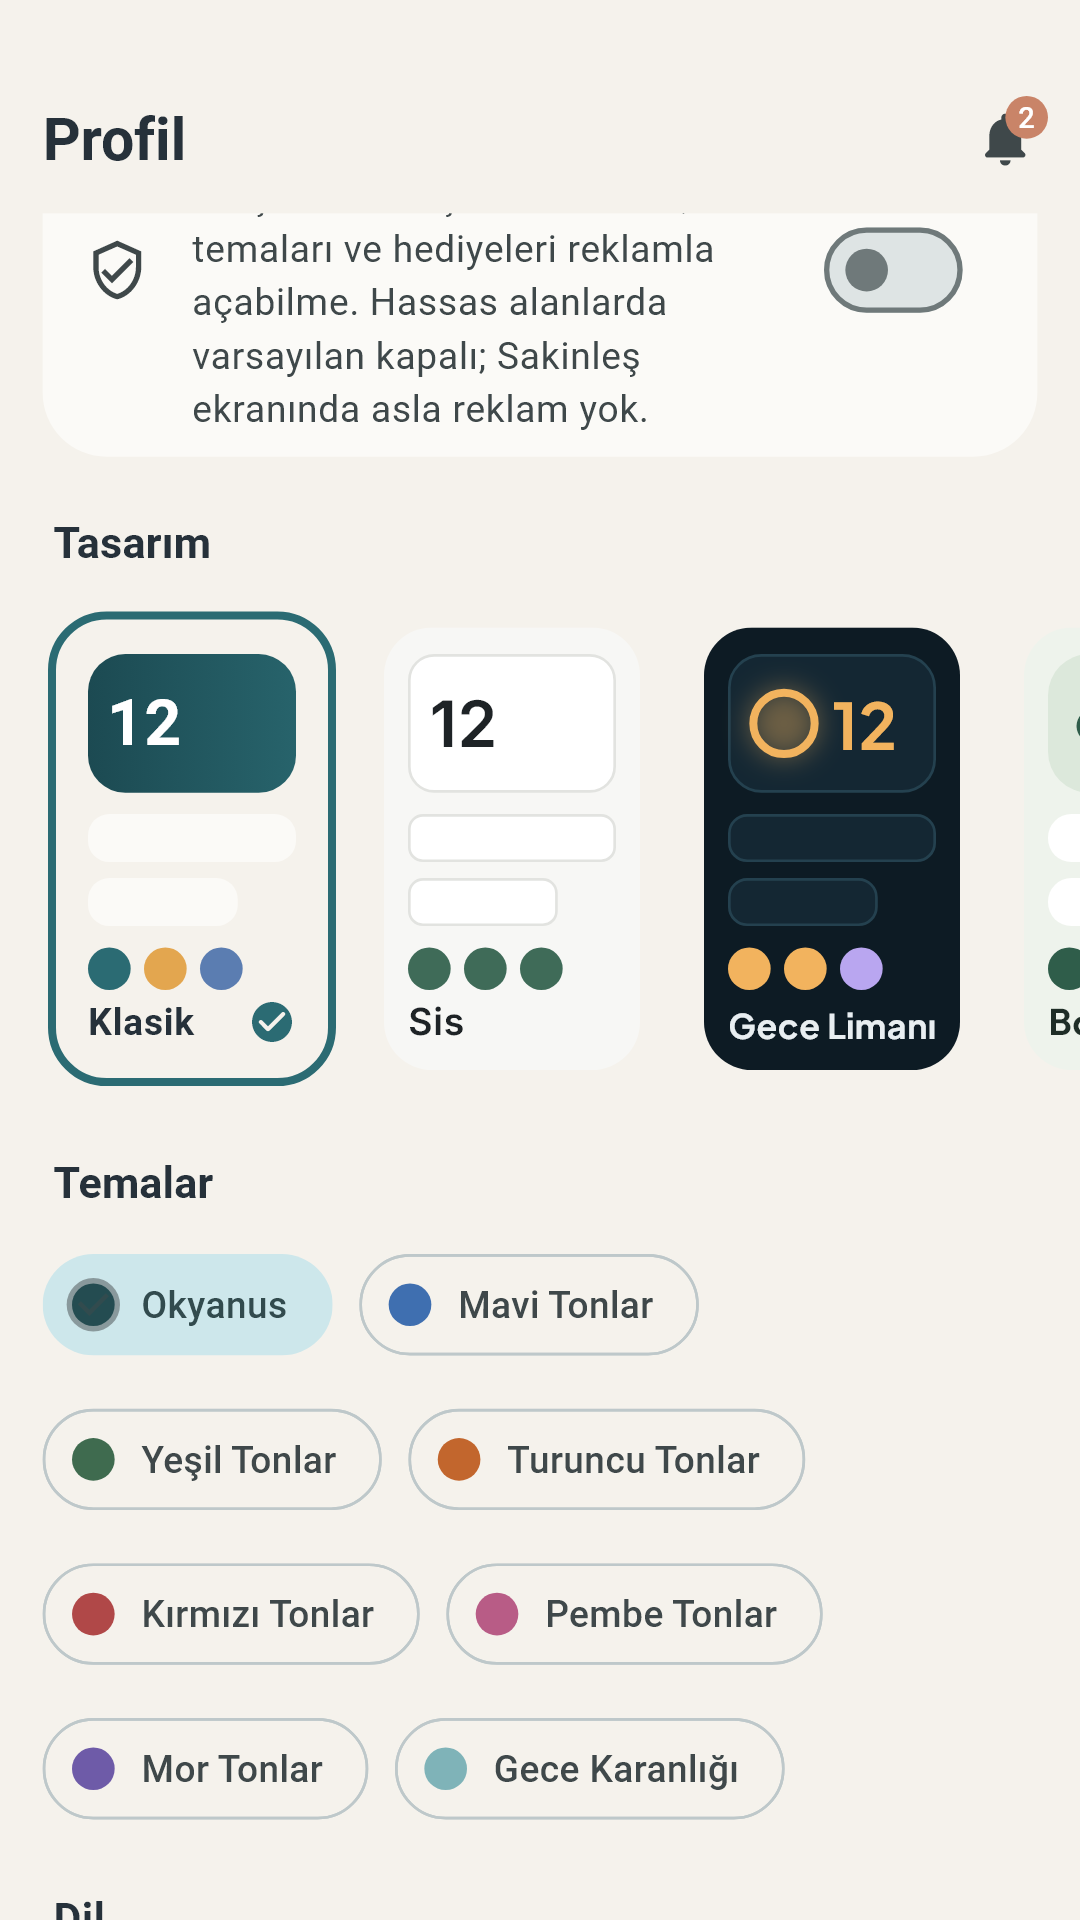 Profil
2
temaları ve hediyeleri reklamla
açabilme. Hassas alanlarda
varsayılan kapalı; Sakinleş
ekranında asla reklam yok.
Tasarım
12
12
12
Klasik
Sis
Gece Limanı
Temalar
Okyanus
Mavi Tonlar
Yeşil Tonlar
Turuncu Tonlar
Kırmızı Tonlar
Pembe Tonlar
Mor Tonlar
Gece Karanlığı
Dil